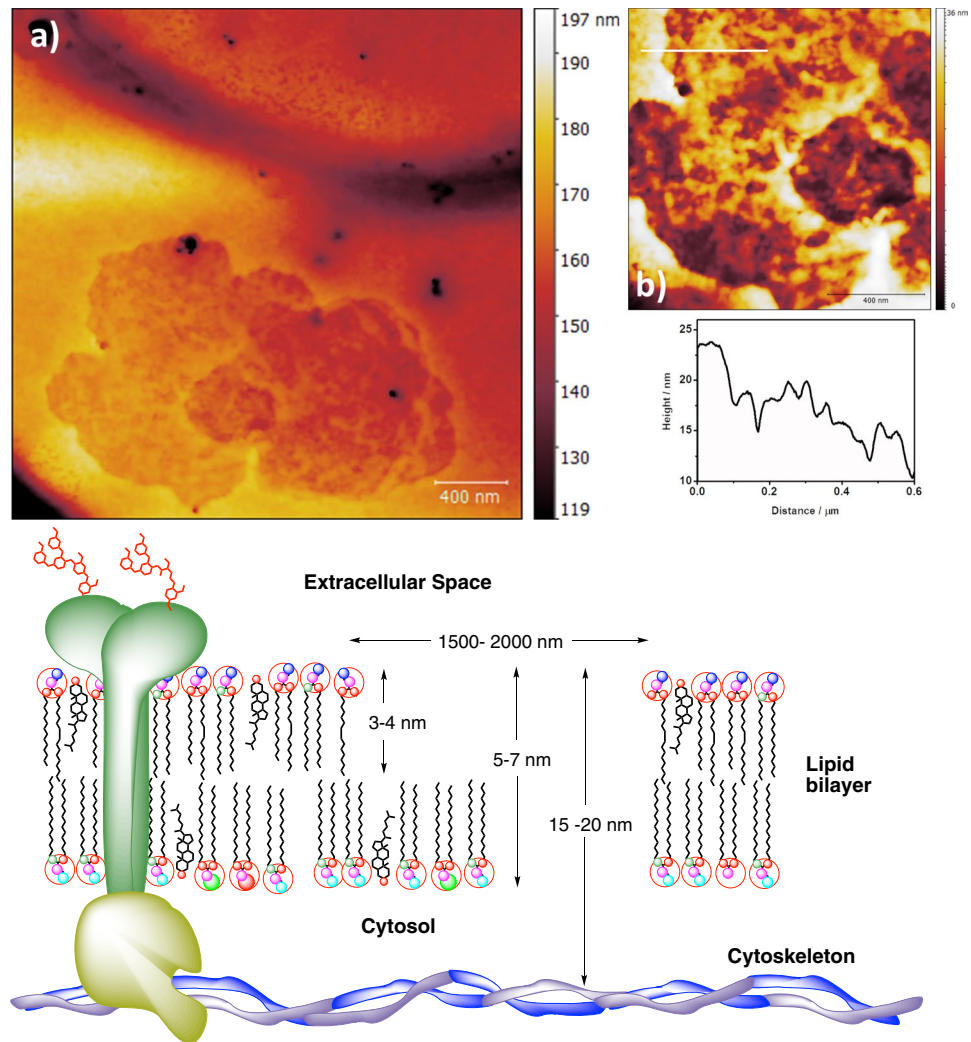 a)
197 nm
190
180
170
160
150
140
130
119
400 nm
36 nm
0
b)
400 nm
25
20
15
10
Height / nm
0.0
0.2
0.4
0.6
Distance / µm
Extracellular Space
1500- 2000 nm
3-4 nm
5-7 nm
15 -20 nm
Lipid
bilayer
Cytosol
Cytoskeleton